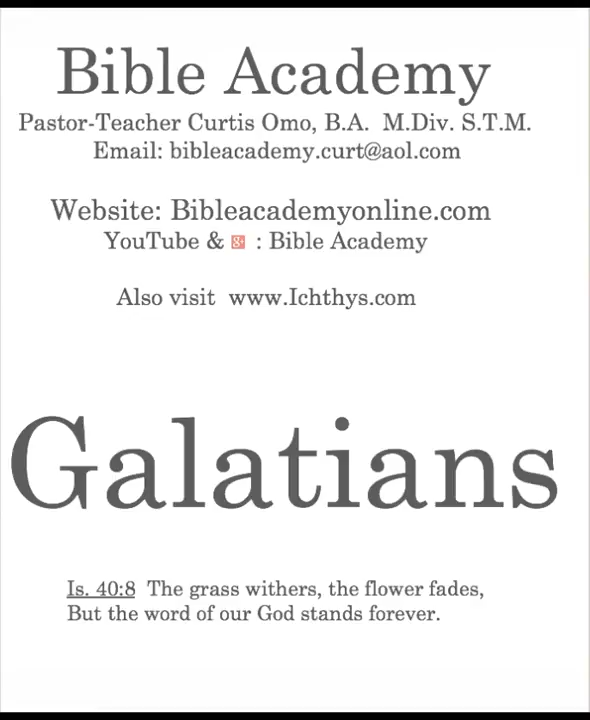 Bible Academy
Pastor-Teacher Curtis Omo, B.A.  M.Div. S.T.M.
Email: bibleacademy.curt@aol.com
Website: Bibleacademyonline.com
YouTube & g+ : Bible Academy
Also visit  www.Ichthys.com
Galatians
Is. 40:8  The grass withers, the flower fades,
But the word of our God stands forever.